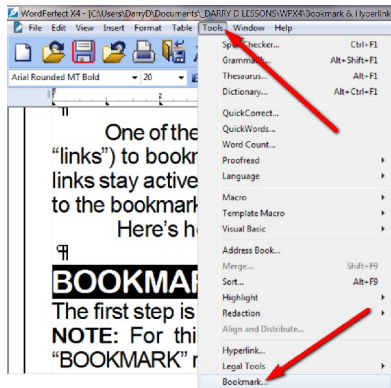 WordPerfect X4 - [C:\Users\DarryD\Documents\_DARRY D LESSONS\WPX4\Bookmark & Hyperlink
File Edit View Insert Format Table Tools Window Help
Arial Rounded MT Bold 20
Spell Checker... Ctrl+F1
Alt+Shift+F1
Thesaurus... Alt+F1
Dictionary... Alt+Ctrl+F1
QuickCorrect...
QuickWords...
Word Count...
Proofread
Language
Macro
Template Macro
Visual Basic
Address Book...
Merge... Shift+F9
Sort... Alt+F9
Highlight
Redaction
Align and Distribute...
Hyperlink...
Legal Tools
Bookmark...
¶
One of the
“links”) to bookm
links stay active
to the bookmark
Here’s h
¶
BOOKMA
The first step is
NOTE: For thi
“BOOKMARK”